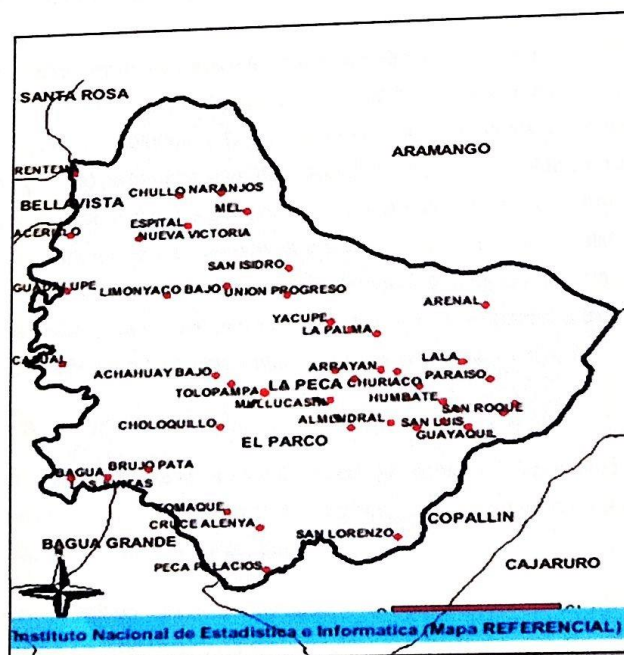 SANTA ROSA
ARAMANGO
RENTEMA
CHULLO NARANJOS
BELLAVISTA
MEL
ESPITAL
NUEVA VICTORIA
SAN ISIDRO
GUADALUPE
LIMONYACO BAJO
UNION PROGRESO
ARENAL
YACUPE
LA PALMA
ACHAHUAY BAJO
ARRAYAN
LALA
LA PECA
CHURIACO
PARAISO
TOLOPAMPA
HUMBATE
SAN ROQUE
CHOLOQUILLO
ALMENDRAL
SAN LUIS
GUAYAQUIL
EL PARCO
BAGUA
BRUJO PATA
TOMAQUE
CRUCE ALENYA
COPALLIN
BAGUA GRANDE
SAN LORENZO
PECA PALACIOS
CAJARURO
Instituto Nacional de Estadistica e Informatica (Mapa REFERENCIAL)